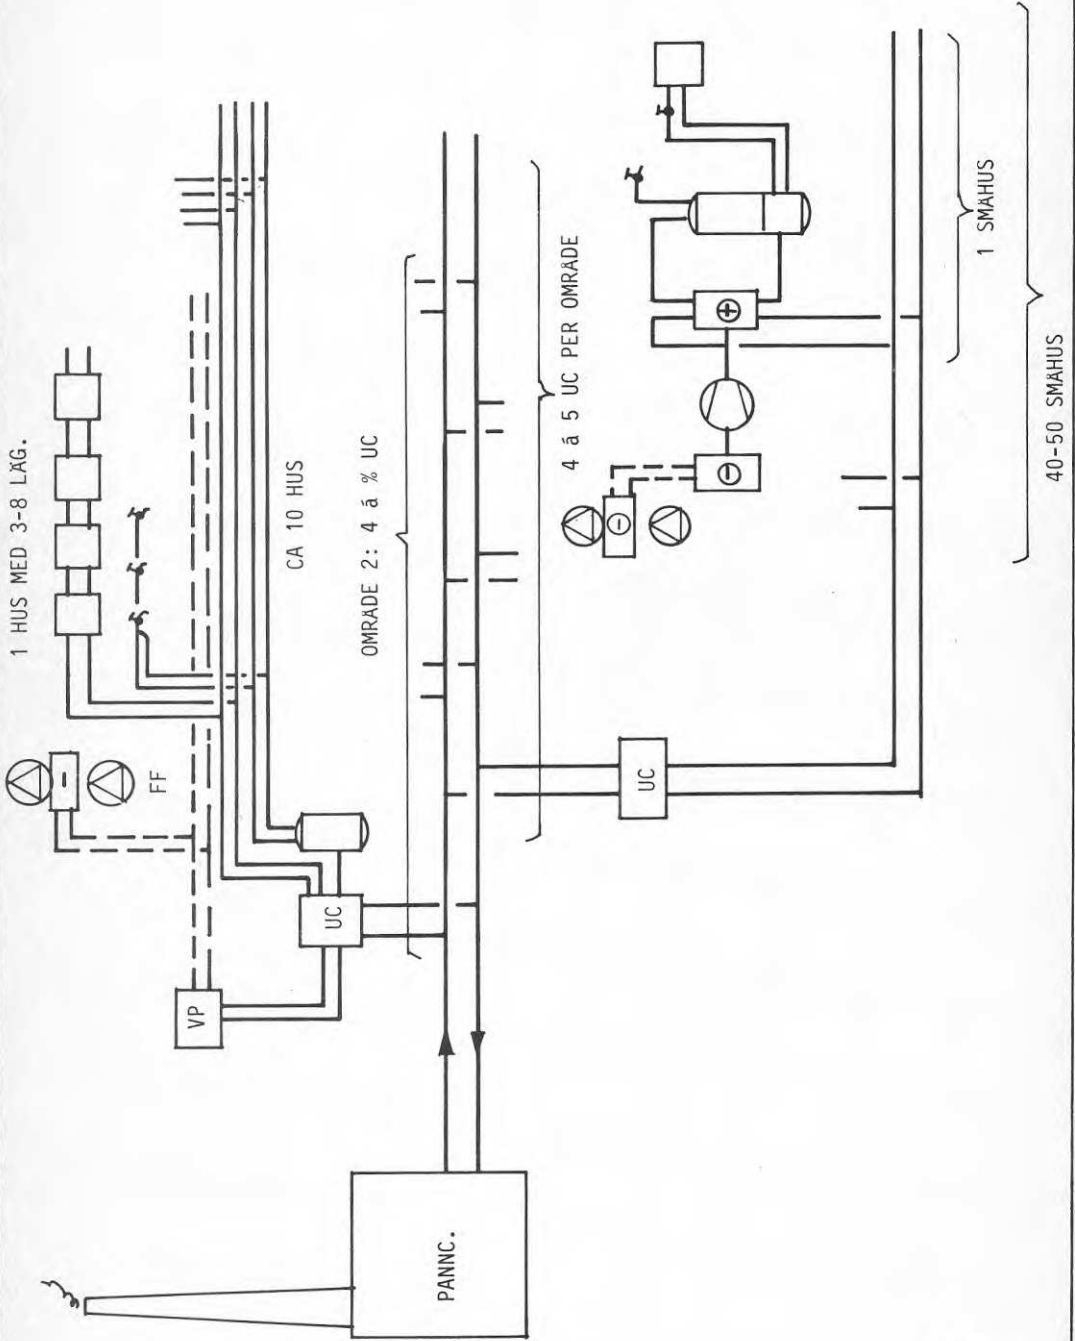 1 HUS MED 3-8 LÄG.
FF
VP
UC
CA 10 HUS
OMRÅDE 2: 4 á % UC
4 á 5 UC PER OMRÅDE
UC
PANNC.
1 SMÅHUS
40-50 SMÅHUS